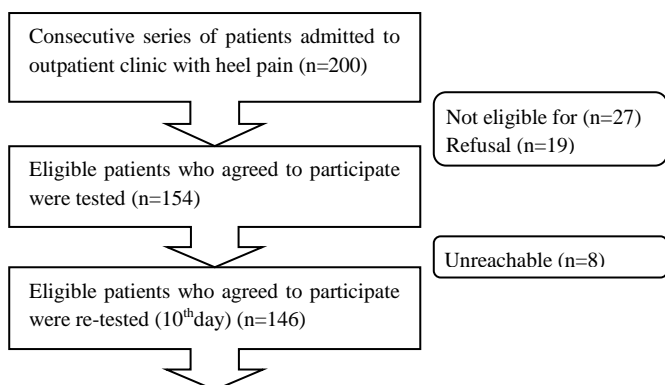 Consecutive series of patients admitted to
outpatient clinic with heel pain (n=200)
Not eligible for (n=27)
Refusal (n=19)
Eligible patients who agreed to participate
were tested (n=154)
Unreachable (n=8)
Eligible patients who agreed to participate
were re-tested (10thday) (n=146)